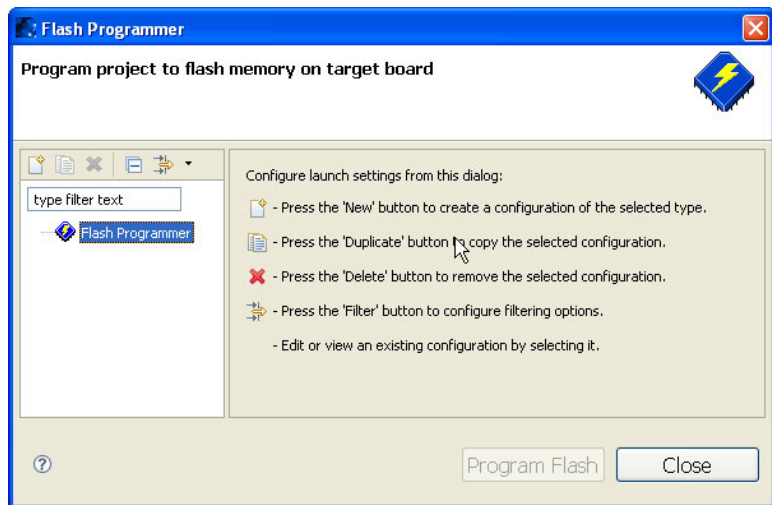 Flash Programmer
Program project to flash memory on target board
type filter text
Flash Programmer
Configure launch settings from this dialog:
- Press the 'New' button to create a configuration of the selected type.
- Press the 'Duplicate' button to copy the selected configuration.
- Press the 'Delete' button to remove the selected configuration.
- Press the 'Filter' button to configure filtering options.
- Edit or view an existing configuration by selecting it.
Program Flash
Close